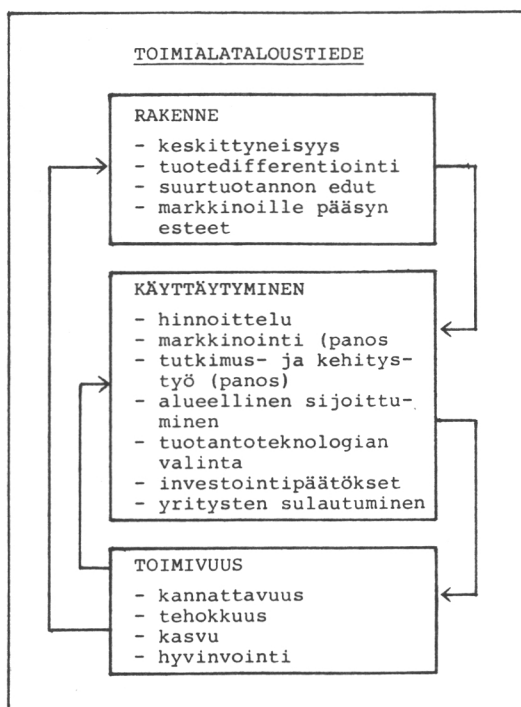 TOIMIALATALOUSTIEDE
RAKENNE
- keskittyneisyys
- tuotedifferentiointi
- suurtuotannon edut
- markkinoille pääsyn
esteet
KÄYTTÄYTYMINEN
- hinnoittelu
- markkinointi (panos
- tutkimus- ja kehitys-
työ (panos)
- alueellinen sijoittu-
minen
- tuotantoteknologian
valinta
- investointipäätökset
- yritysten sulautuminen
TOIMIVUUS
- kannattavuus
- tehokkuus
- kasvu
- hyvinvointi